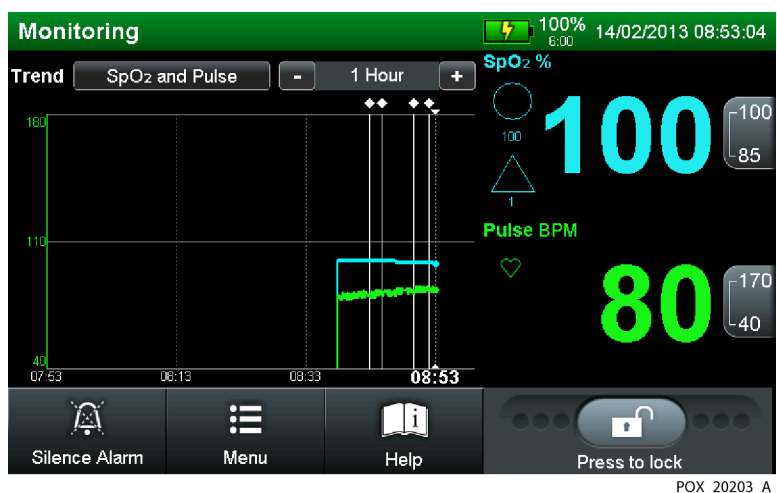 Monitoring
100%
6:00
14/02/2013 08:53:04
Trend
SpO2 and Pulse
-
1 Hour
+
SpO2 %
180
110
40
07:53
08:13
08:33
08:53
100
1
100
100
85
Pulse BPM
80
170
40
Silence Alarm
Menu
i
Help
Press to lock
POX 20203 A